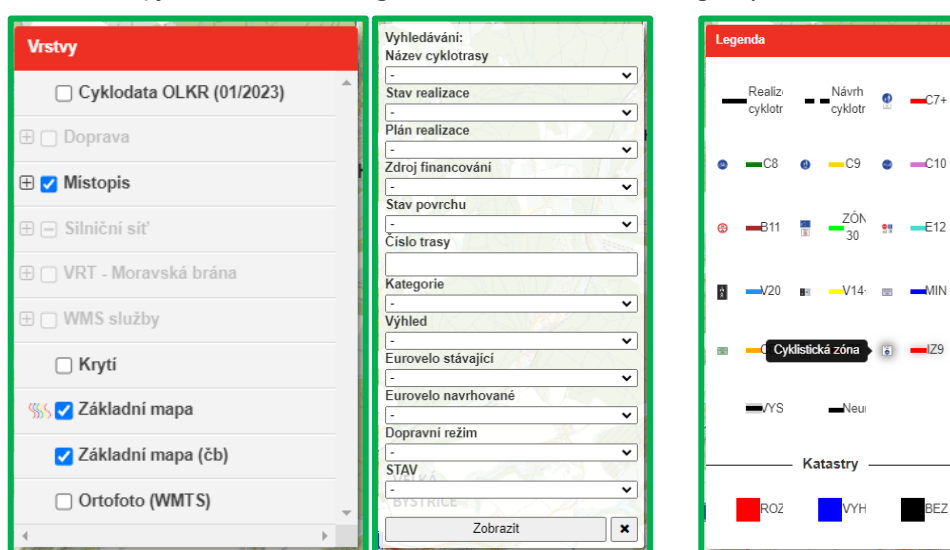 Vrstvy
Cyklodata OLKR (01/2023)
Doprava
Místopis
Silniční síť
VRT - Moravská brána
WMS služby
Krytí
Základní mapa
Základní mapa (čb)
Ortofoto (WMTS)
Vyhledávání:
Název cyklotrasy
-
Stav realizace
-
Plán realizace
-
Zdroj financování
-
Stav povrchu
-
Číslo trasy
Kategorie
-
Výhled
-
Eurovelo stávající
-
Eurovelo navrhované
-
Dopravní režim
-
STAV
-
BYSTŘICE
Zobrazit
Legenda
Realiz
cyklotr
Návrh
cyklotr
C7+
C8
C9
C10
B11
ZÓN
30
E12
V20
V14
MIN
Cyklistická zóna
IZ9
VYS
Neu
Katastry
ROZ
VYH
BEZ